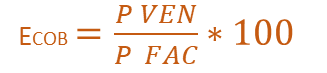 ECOB = P VEN / P FAC * 100